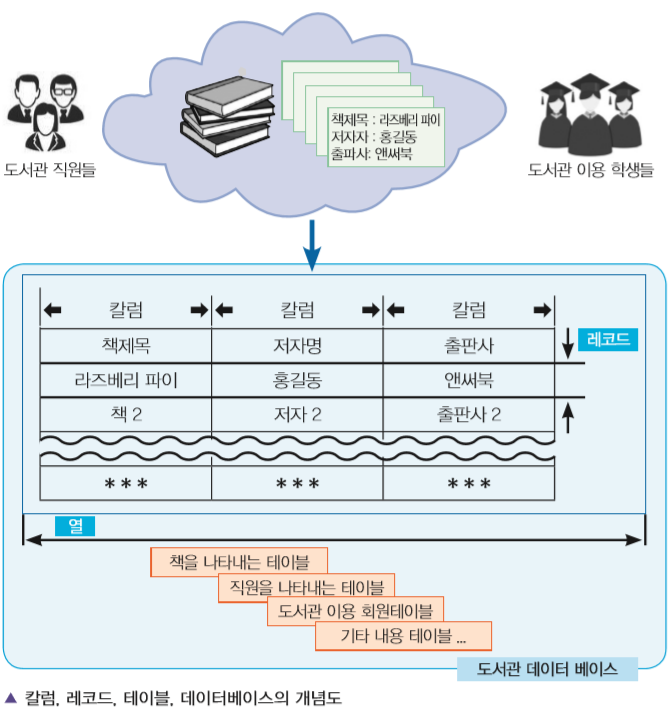 책제목 : 라즈베리 파이
저자자 : 홍길동
출파사: 앤써북
도서관 직원들
도서관 이용 학생들
칼럼 칼럼 칼럼
책제목 저자명 출판사
레코드
라즈베리 파이 홍길동 앤써북
책 2 저자 2 출판사 2
*** *** ***
열
책을 나타내는 테이블
직원을 나타내는 테이블
도서관 이용 회원테이블
기타 내용 테이블 ...
도서관 데이터 베이스
▲ 칼럼, 레코드, 테이블, 데이터베이스의 개념도